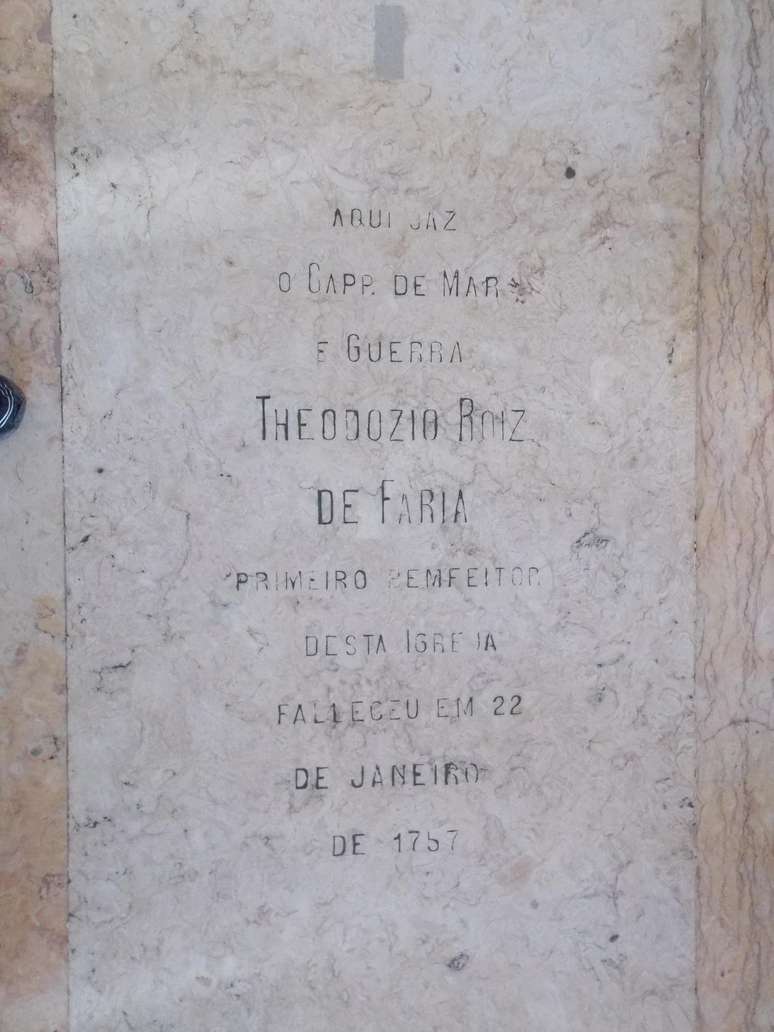 AQUI JAZ
O CAPP. DE MAR
E GUERRA
THEODOZIO ROIZ
DE FARIA
PRIMEIRO BEMFEITOR
DESTA IGREJA
FALLECEU EM 22
DE JANEIRO
DE 1757